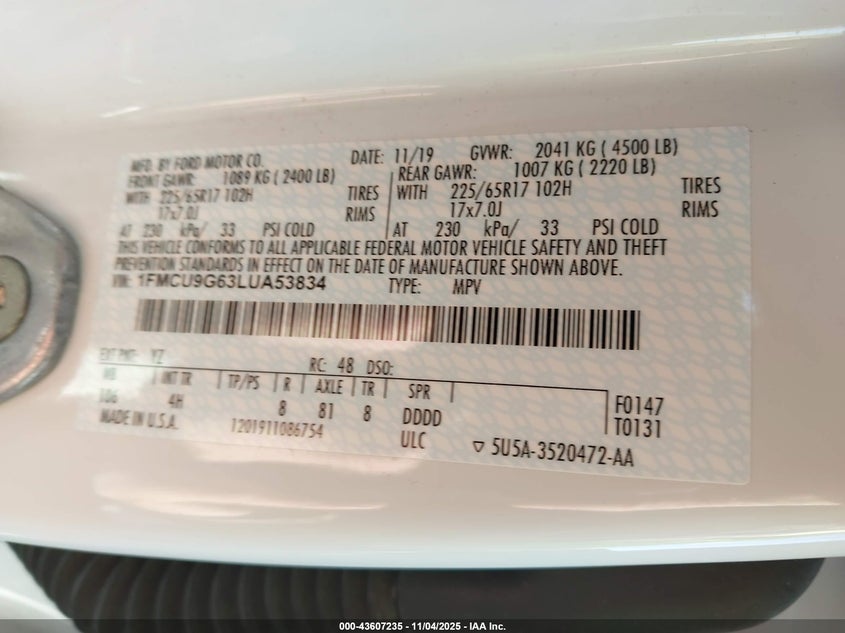 MFD. BY FORD MOTOR CO.
DATE: 11/19 GVWR: 2041 KG ( 4500 LB)
FRONT GAWR: 1089 KG ( 2400 LB)
REAR GAWR: 1007 KG ( 2220 LB)
WITH 225/65R17 102H TIRES
WITH 225/65R17 102H TIRES
17x7.0J RIMS
17x7.0J RIMS
AT 230 kPa/ 33 PSI COLD
AT 230 kPa/ 33 PSI COLD
THIS VEHICLE CONFORMS TO ALL APPLICABLE FEDERAL MOTOR VEHICLE SAFETY AND THEFT
PREVENTION STANDARDS IN EFFECT ON THE DATE OF MANUFACTURE SHOWN ABOVE.
VIN: 1FMCU9G63LUA53834 TYPE: MPV
EXT PNT: YZ RC: 48 DSO:
WB INT TR TP/PS R AXLE TR SPR
106 4H 8 81 8 DDDD F0147
MADE IN U.S.A. 1201911086754 ULC T0131
5U5A-3520472-AA
000-43607235 - 11/04/2025 - IAA Inc.